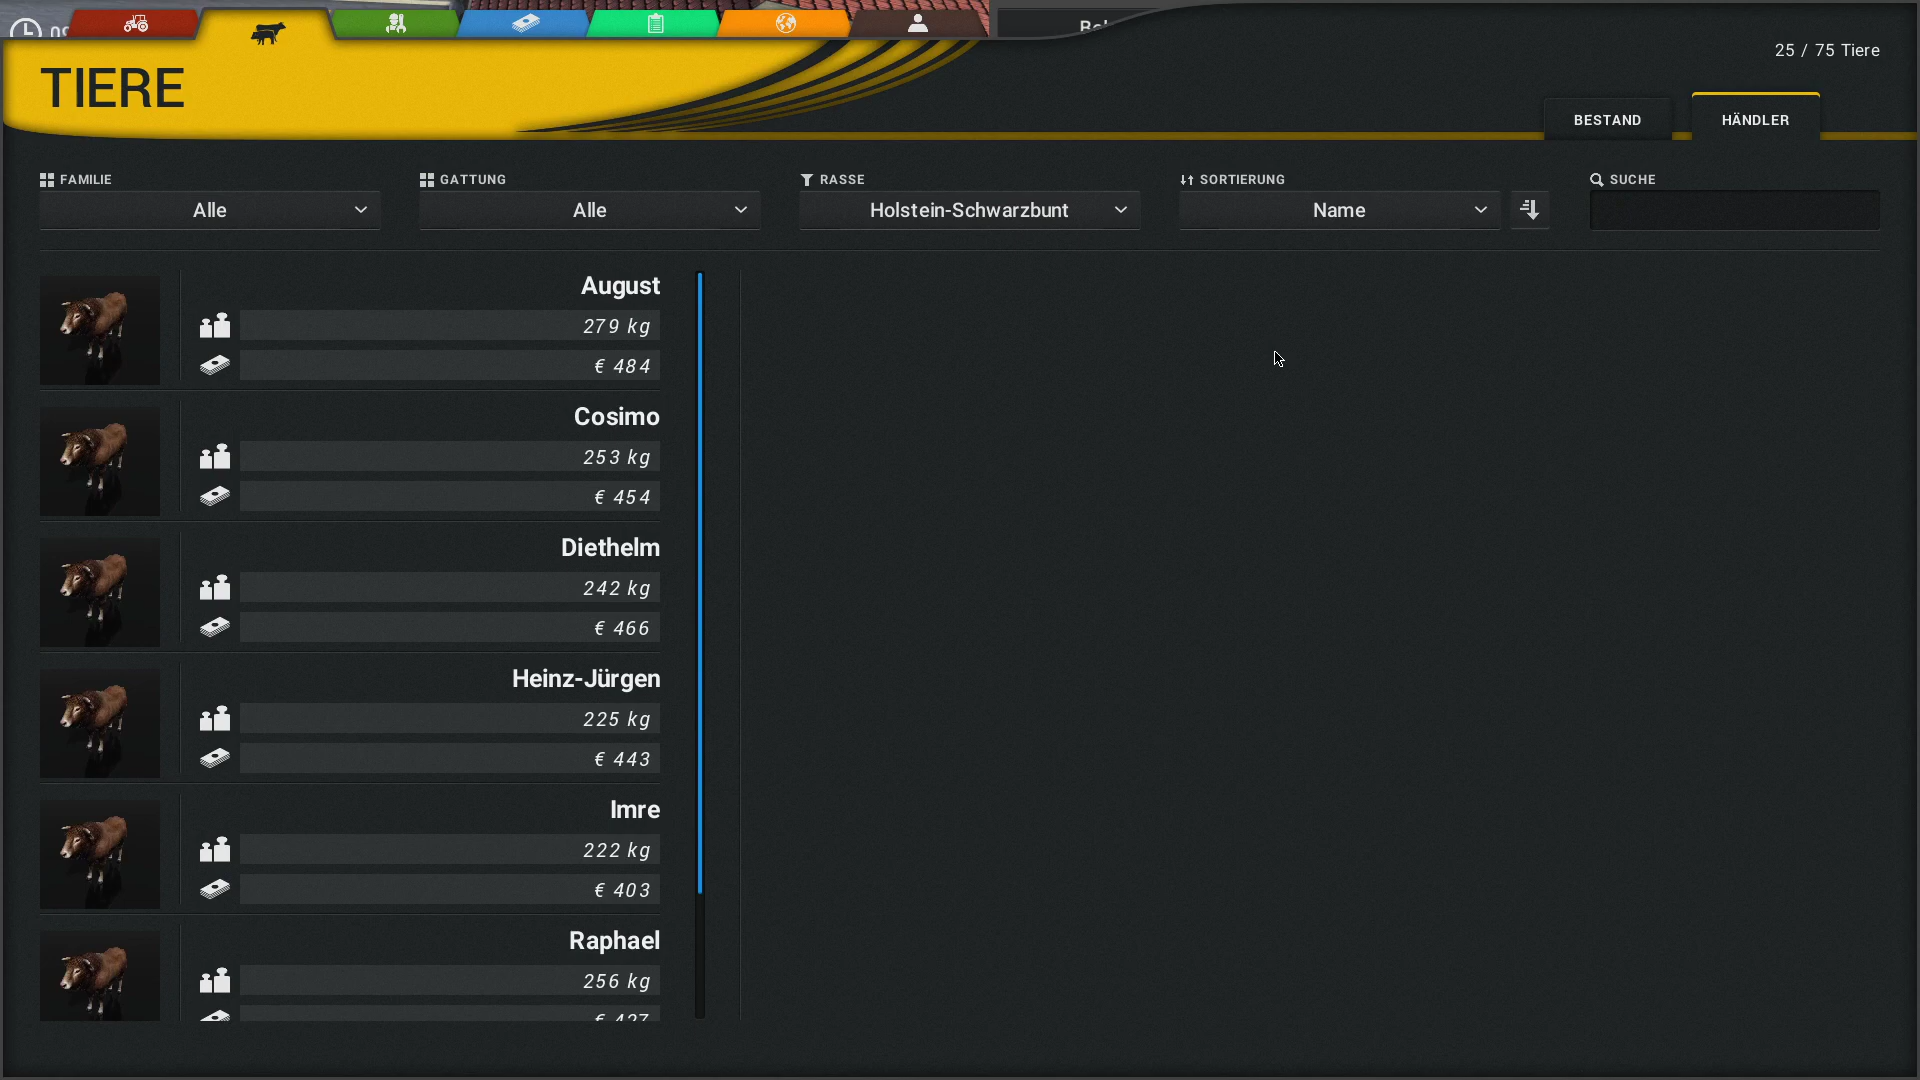 TIERE
25 / 75 Tiere
BESTAND
HÄNDLER
FAMILIE
GATTUNG
RASSE
SORTIERUNG
SUCHE
Alle
Alle
Holstein-Schwarzbunt
Name
August
279 kg
€ 484
Cosimo
253 kg
€ 454
Diethelm
242 kg
€ 466
Heinz-Jürgen
225 kg
€ 443
Imre
222 kg
€ 403
Raphael
256 kg
€ 427